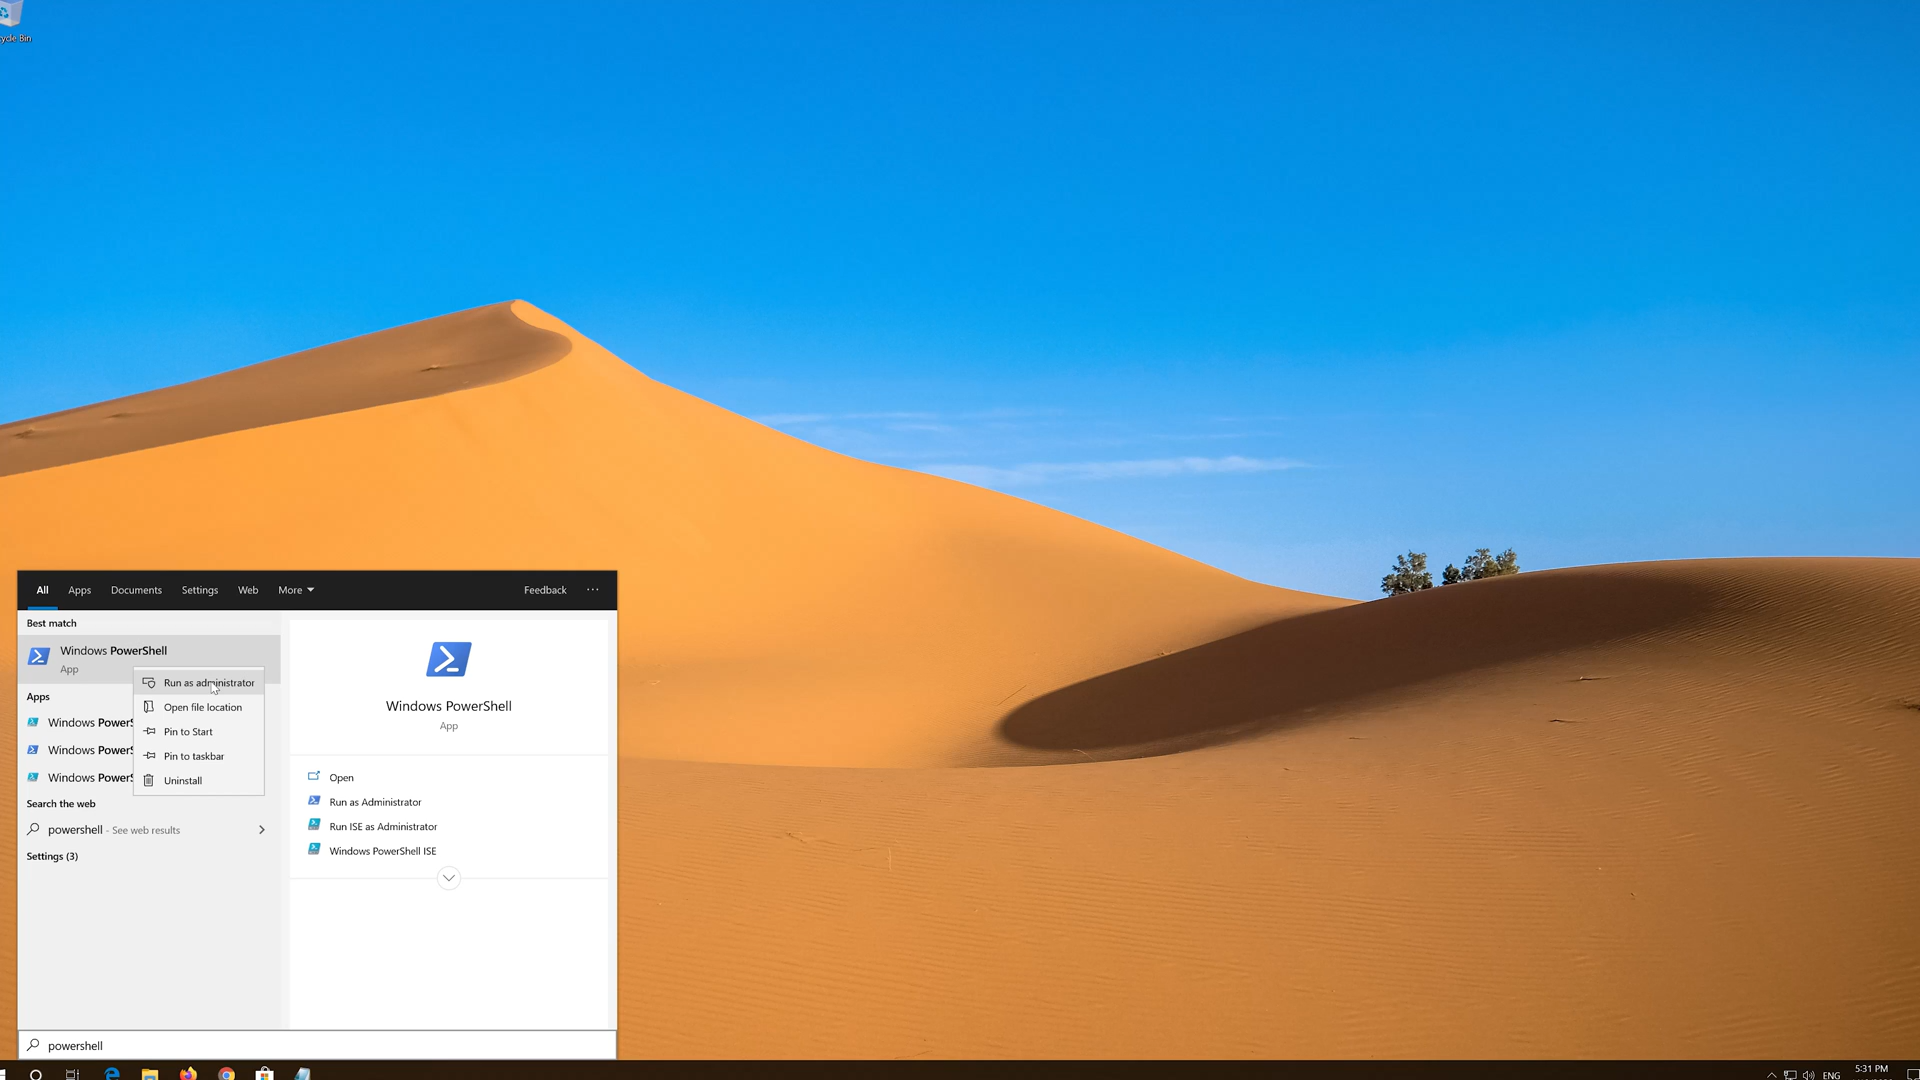 ycle Bin
All Apps Documents Settings Web More Feedback ...
Best match
Windows PowerShell
App
Run as administrator
Open file location
Pin to Start
Pin to taskbar
Uninstall
Apps
Windows PowerS
Windows PowerS
Windows PowerS
Search the web
powershell - See web results
Settings (3)
Windows PowerShell
App
Open
Run as Administrator
Run ISE as Administrator
Windows PowerShell ISE
powershell
ENG
5:31 PM